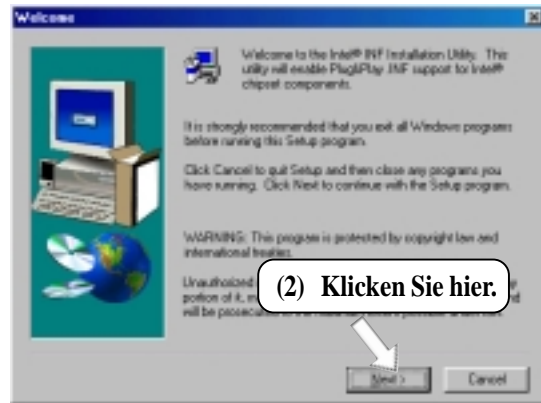 Welcome
Welcome to the Intel® INF Installation Utility. This
utility will enable Plug&Play INF support for Intel®
chipset components.
It is strongly recommended that you exit all Windows programs
before running this Setup program.
Click Cancel to quit Setup and then close any programs you
have running. Click Next to continue with the Setup program.
WARNING: This program is protected by copyright law and
international treaties.
Unauthorized
portion of it,
will be prosecuted
(2) Klicken Sie hier.
Next >
Cancel